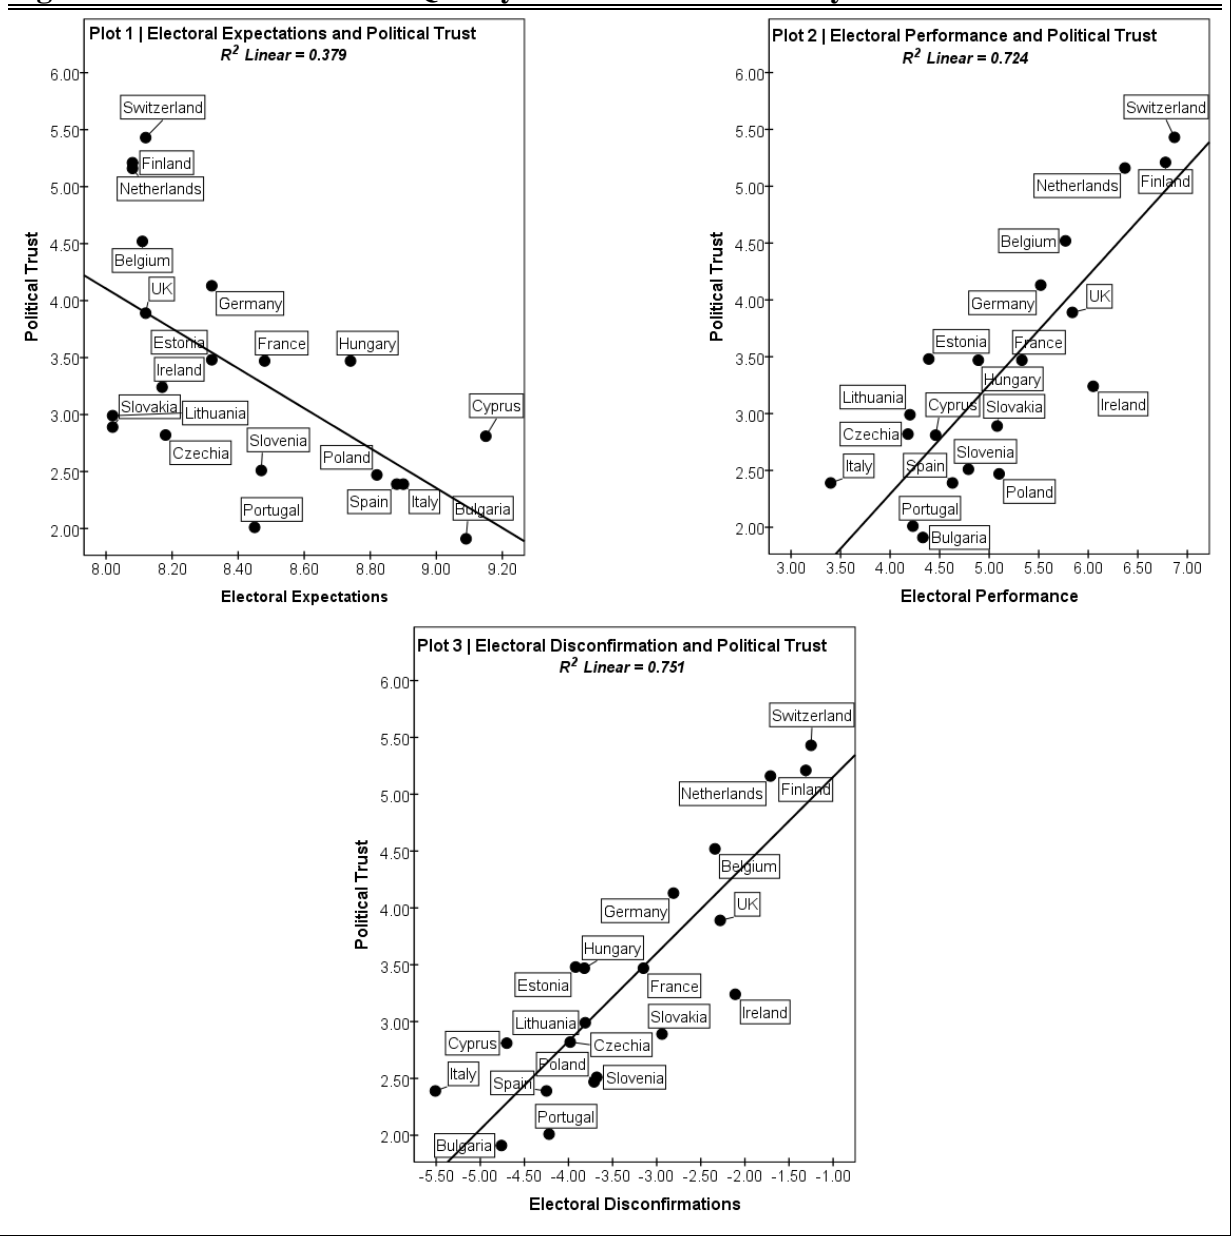 Plot 1 | Electoral Expectations and Political Trust
R² Linear = 0.379
6.00
5.50
5.00
4.50
4.00
3.50
3.00
2.50
2.00
Political Trust
Switzerland
Finland
Netherlands
Belgium
UK
Germany
Estonia
France
Hungary
Ireland
Slovakia
Lithuania
Cyprus
Czechia
Slovenia
Poland
Spain
Italy
Portugal
Bulgaria
8.00 8.20 8.40 8.60 8.80 9.00 9.20
Electoral Expectations
Plot 2 | Electoral Performance and Political Trust
R² Linear = 0.724
6.00
5.50
5.00
4.50
4.00
3.50
3.00
2.50
2.00
Political Trust
Switzerland
Netherlands
Finland
Belgium
Germany
UK
Estonia
France
Hungary
Lithuania
Cyprus
Slovakia
Ireland
Czechia
Slovenia
Italy
Spain
Poland
Portugal
Bulgaria
3.00 3.50 4.00 4.50 5.00 5.50 6.00 6.50 7.00
Electoral Performance
Plot 3 | Electoral Disconfirmation and Political Trust
R² Linear = 0.751
6.00
5.50
5.00
4.50
4.00
3.50
3.00
2.50
2.00
Political Trust
Switzerland
Netherlands
Finland
Belgium
Germany
UK
Hungary
Estonia
France
Lithuania
Slovakia
Ireland
Cyprus
Czechia
Poland
Italy
Spain
Slovenia
Portugal
Bulgaria
-5.50 -5.00 -4.50 -4.00 -3.50 -3.00 -2.50 -2.00 -1.50 -1.00
Electoral Disconfirmations